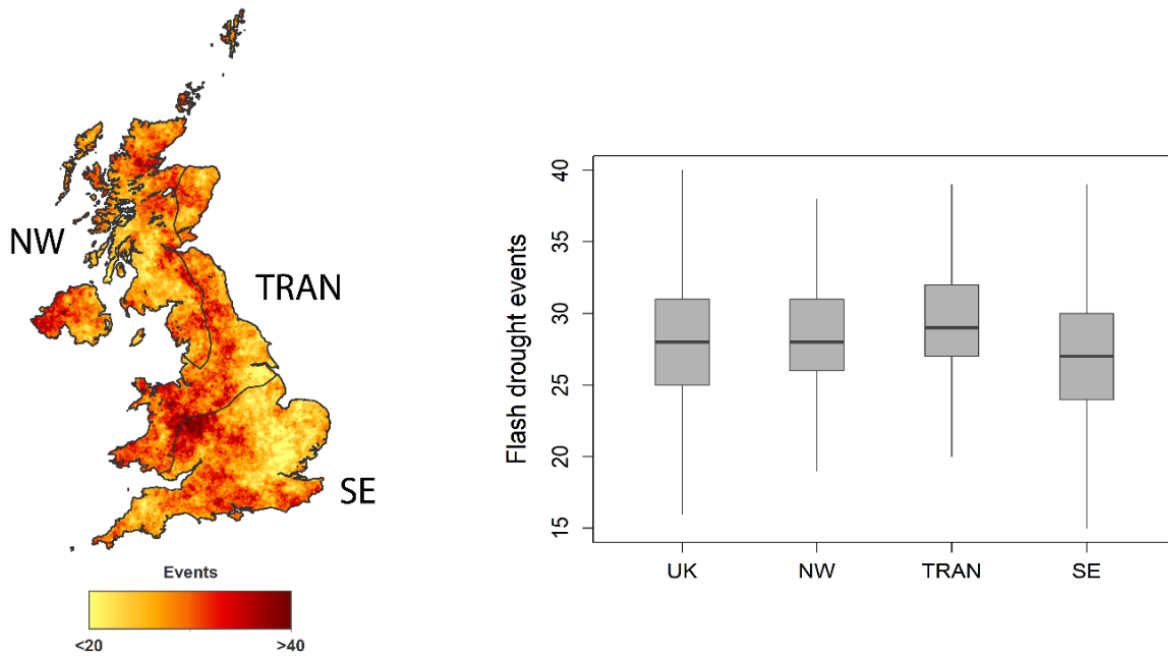 NW
TRAN
SE
Events
<20 >40
Flash drought events
40
35
30
25
20
15
UK NW TRAN SE